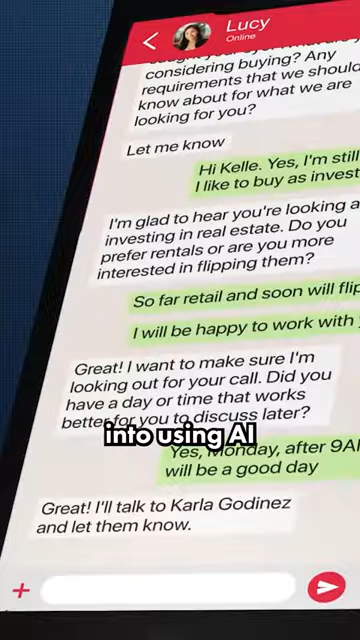 Lucy
Online
considering buying? Any
requirements that we should
know about for what we are
looking for you?
Let me know
Hi Kelle. Yes, I'm still
I like to buy as invest
I'm glad to hear you're looking a
investing in real estate. Do you
prefer rentals or are you more
interested in flipping them?
So far retail and soon will flip
I will be happy to work with
Great! I want to make sure I'm
looking out for your call. Did you
have a day or time that works
better for you to discuss later?
into using AI
Yes, Monday, after 9AM
will be a good day
Great! I'll talk to Karla Godinez
and let them know.